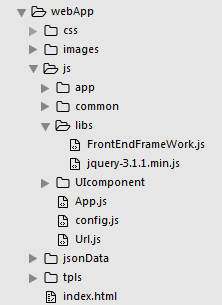 webApp
css
images
js
app
common
libs
FrontEndFrameWork.js
jquery-3.1.1.min.js
UIcomponent
App.js
config.js
Url.js
jsonData
tpls
index.html